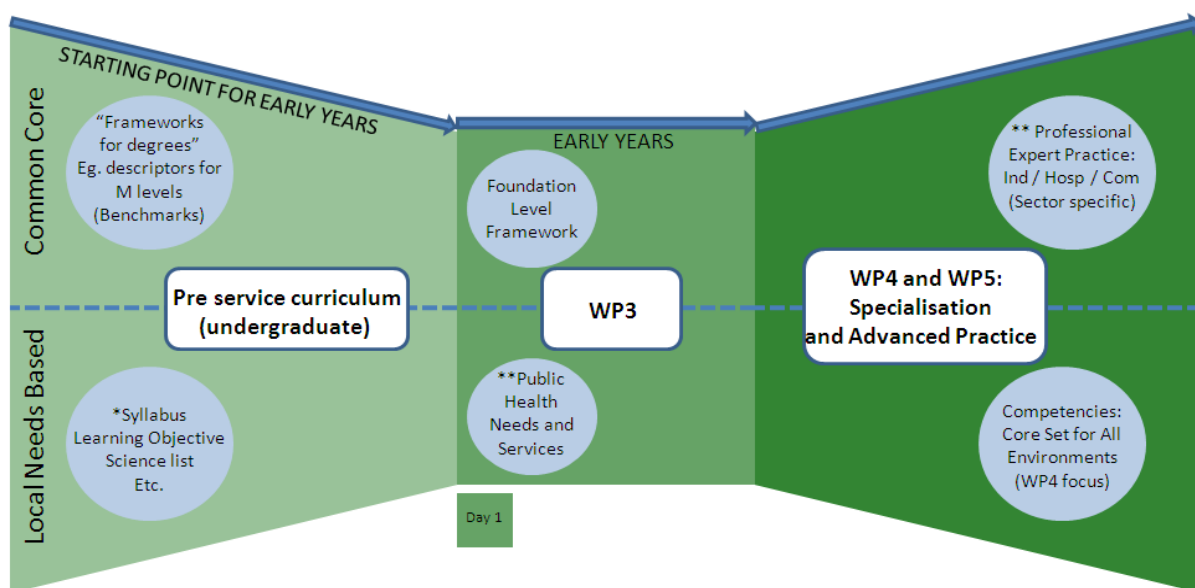 STARTING POINT FOR EARLY YEARS
Common Core
“Frameworks
for degrees”
Eg. descriptors for
M levels
(Benchmarks)
EARLY YEARS
Foundation
Level
Framework
** Professional
Expert Practice:
Ind / Hosp / Com
(Sector specific)
Pre service curriculum
(undergraduate)
WP3
WP4 and WP5:
Specialisation
and Advanced Practice
Local Needs Based
*Syllabus
Learning Objective
Science list
Etc.
**Public
Health
Needs and
Services
Competencies:
Core Set for All
Environments
(WP4 focus)
Day 1